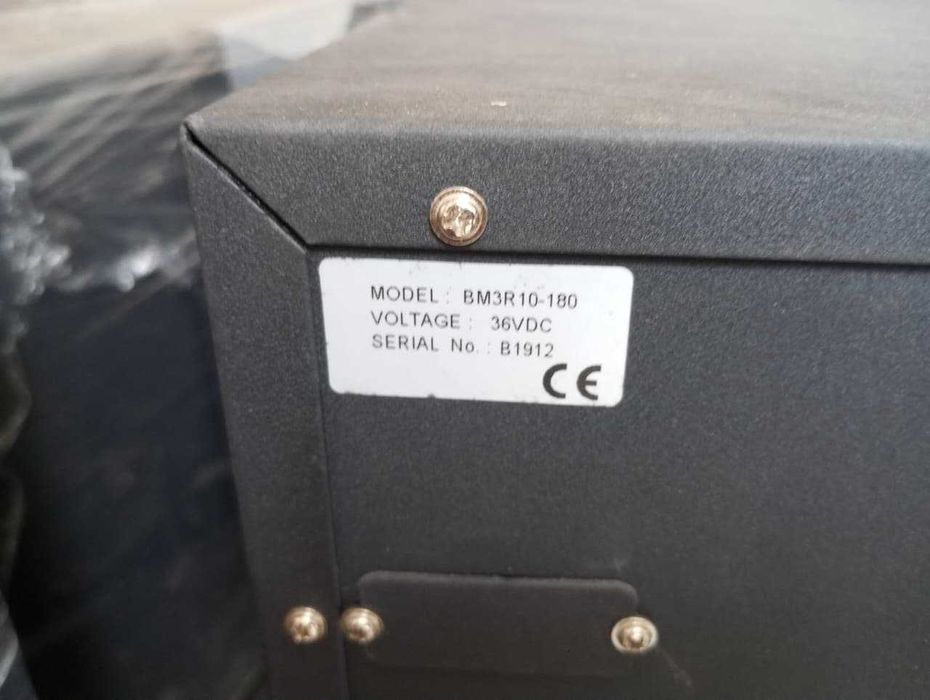 MODEL : BM3R10-180
VOLTAGE : 36VDC
SERIAL No. : B1912
CE